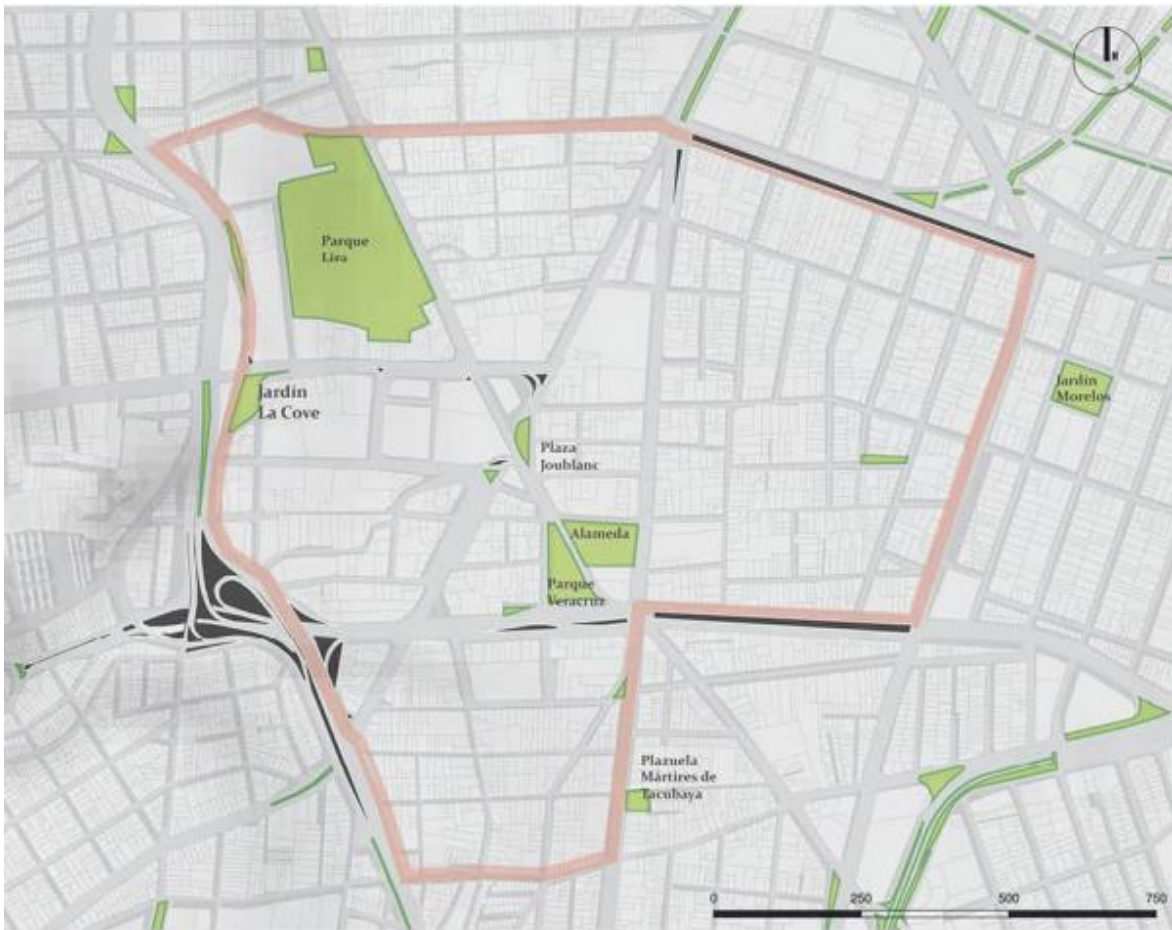 N
Parque
Lira
Jardín
La Cove
Jardín
Morelos
Plaza
Joublanc
Alameda
Parque
Veracruz
Plazuela
Mártires de
Tacubaya
0 250 500 750